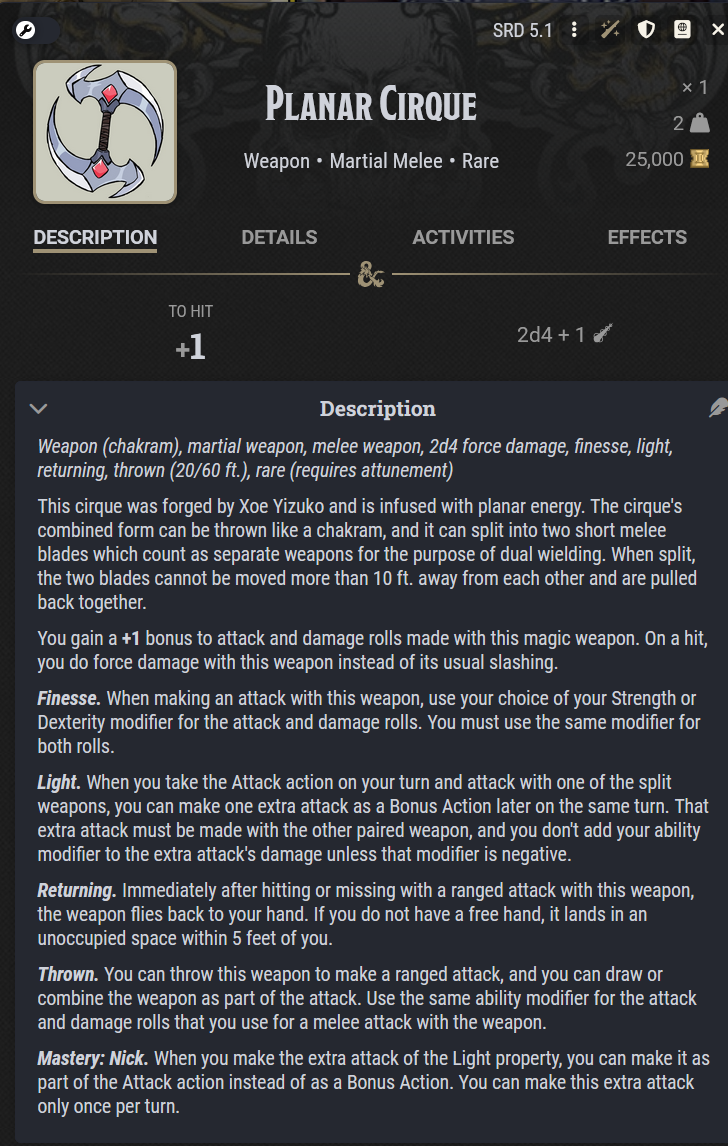 SRD 5.1
Planar Cirque
× 1
2
Weapon • Martial Melee • Rare
25,000
DESCRIPTION DETAILS ACTIVITIES EFFECTS
&
TO HIT
+1
2d4 + 1
Description
Weapon (chakram), martial weapon, melee weapon, 2d4 force damage, finesse, light,
returning, thrown (20/60 ft.), rare (requires attunement)
This cirque was forged by Xoe Yizuko and is infused with planar energy. The cirque's
combined form can be thrown like a chakram, and it can split into two short melee
blades which count as separate weapons for the purpose of dual wielding. When split,
the two blades cannot be moved more than 10 ft. away from each other and are pulled
back together.
You gain a +1 bonus to attack and damage rolls made with this magic weapon. On a hit,
you do force damage with this weapon instead of its usual slashing.
Finesse. When making an attack with this weapon, use your choice of your Strength or
Dexterity modifier for the attack and damage rolls. You must use the same modifier for
both rolls.
Light. When you take the Attack action on your turn and attack with one of the split
weapons, you can make one extra attack as a Bonus Action later on the same turn. That
extra attack must be made with the other paired weapon, and you don't add your ability
modifier to the extra attack's damage unless that modifier is negative.
Returning. Immediately after hitting or missing with a ranged attack with this weapon,
the weapon flies back to your hand. If you do not have a free hand, it lands in an
unoccupied space within 5 feet of you.
Thrown. You can throw this weapon to make a ranged attack, and you can draw or
combine the weapon as part of the attack. Use the same ability modifier for the attack
and damage rolls that you use for a melee attack with the weapon.
Mastery: Nick. When you make the extra attack of the Light property, you can make it as
part of the Attack action instead of as a Bonus Action. You can make this extra attack
only once per turn.